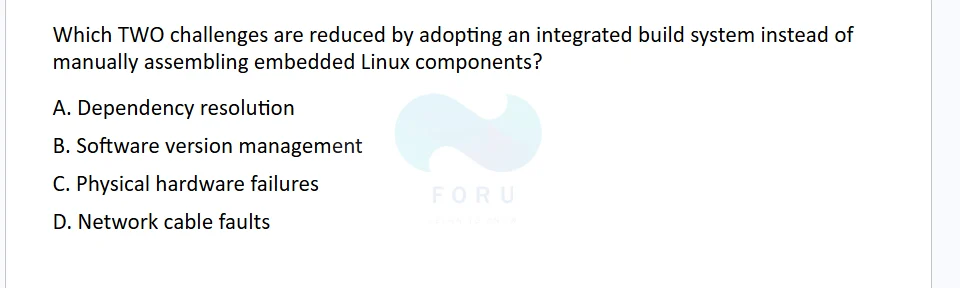 Which TWO challenges are reduced by adopting an integrated build system instead of
manually assembling embedded Linux components?
A. Dependency resolution
B. Software version management
C. Physical hardware failures
D. Network cable faults
FORU